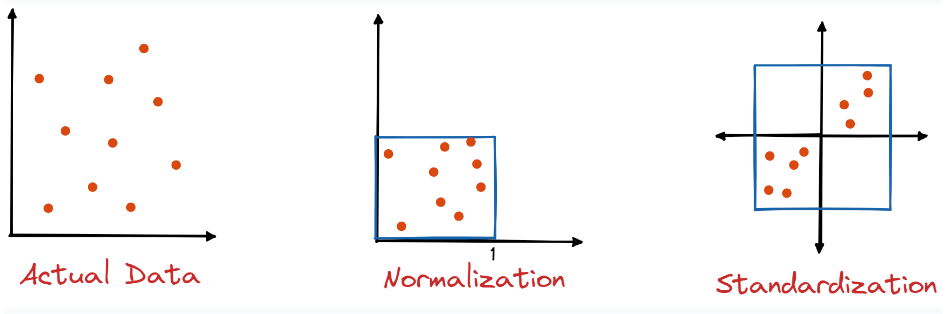 1
Actual Data
Normalization
Standardization